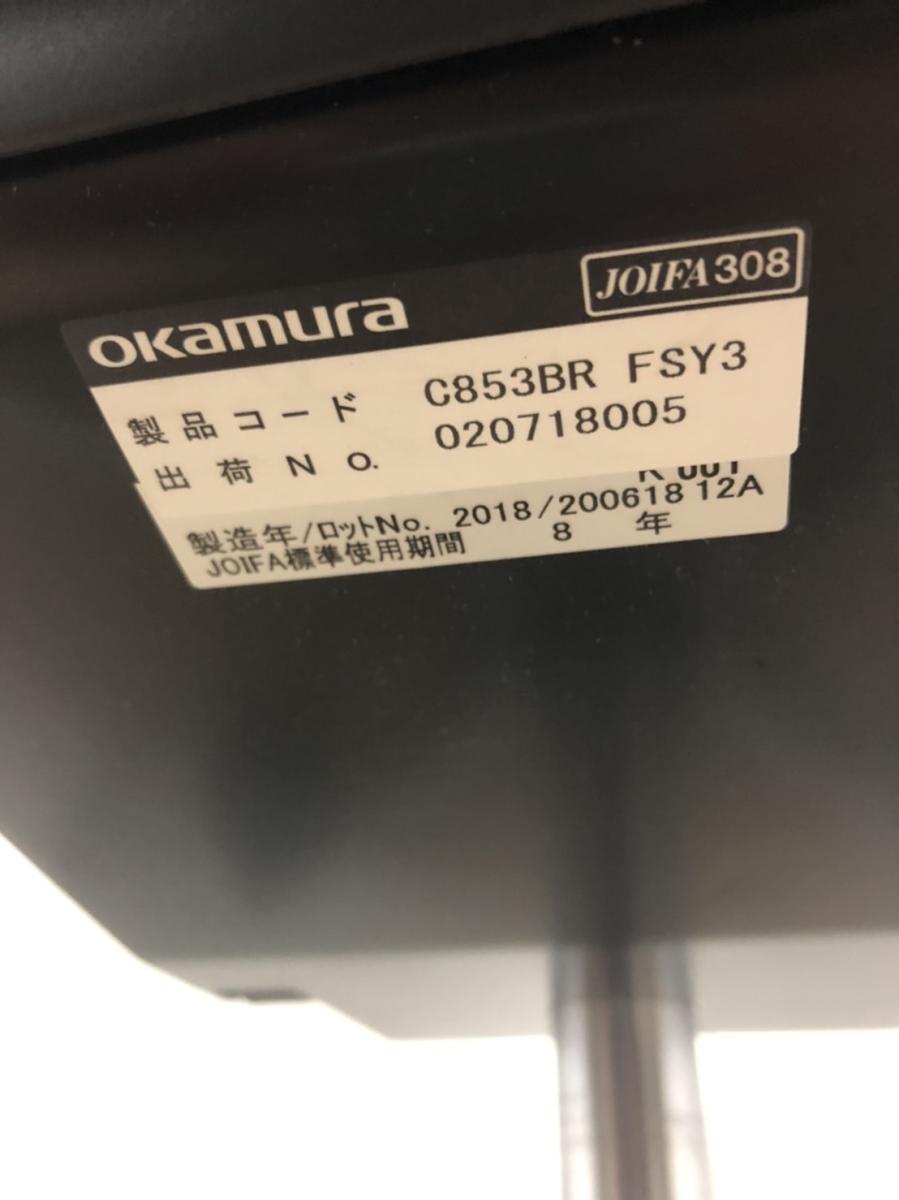 okamura
JOIFA308
製品コード C853BR FSY3
出荷No. 020718005
製造年/ロットNo. 2018/200618 12A
JOIFA標準使用期間 8 年